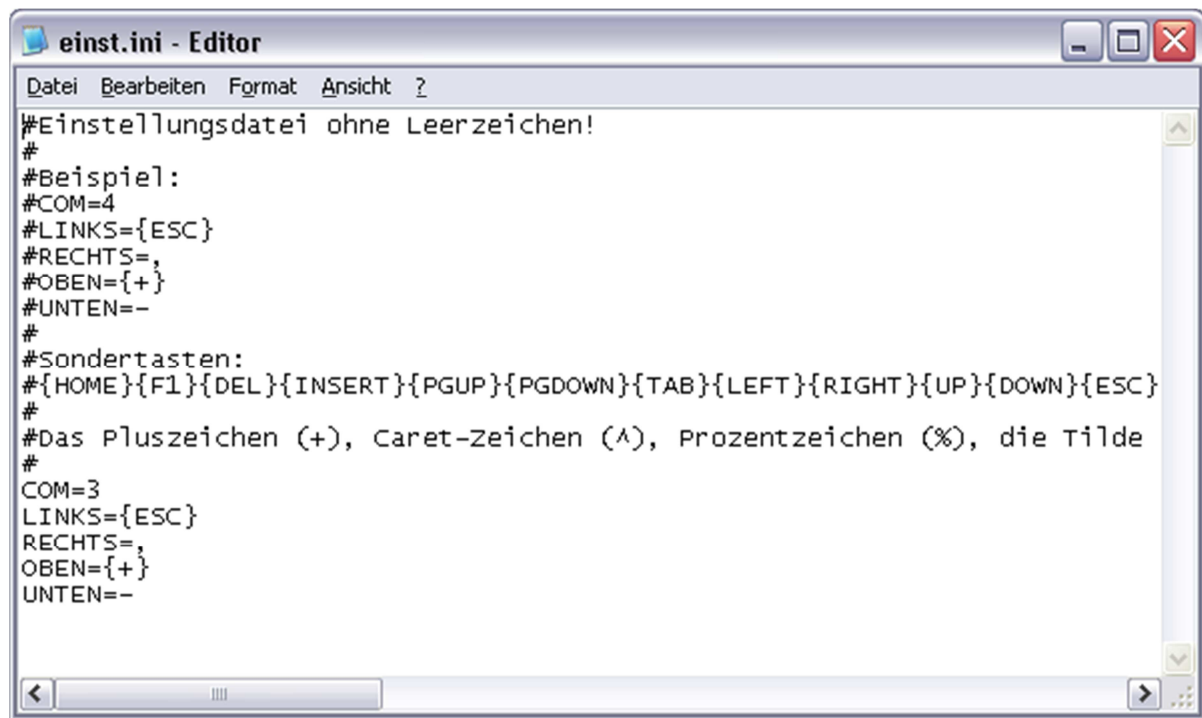 einst.ini - Editor
Datei Bearbeiten Format Ansicht ?
#Einstellungsdatei ohne Leerzeichen!
#
#Beispiel:
#COM=4
#LINKS={ESC}
#RECHTS=,
#OBEN={+}
#UNTEN=-
#
#Sondertasten:
#{HOME}{F1}{DEL}{INSERT}{PGUP}{PGDOWN}{TAB}{LEFT}{RIGHT}{UP}{DOWN}{ESC}
#
#Das Pluszeichen (+), Caret-Zeichen (^), Prozentzeichen (%), die Tilde
#
COM=3
LINKS={ESC}
RECHTS=,
OBEN={+}
UNTEN=-